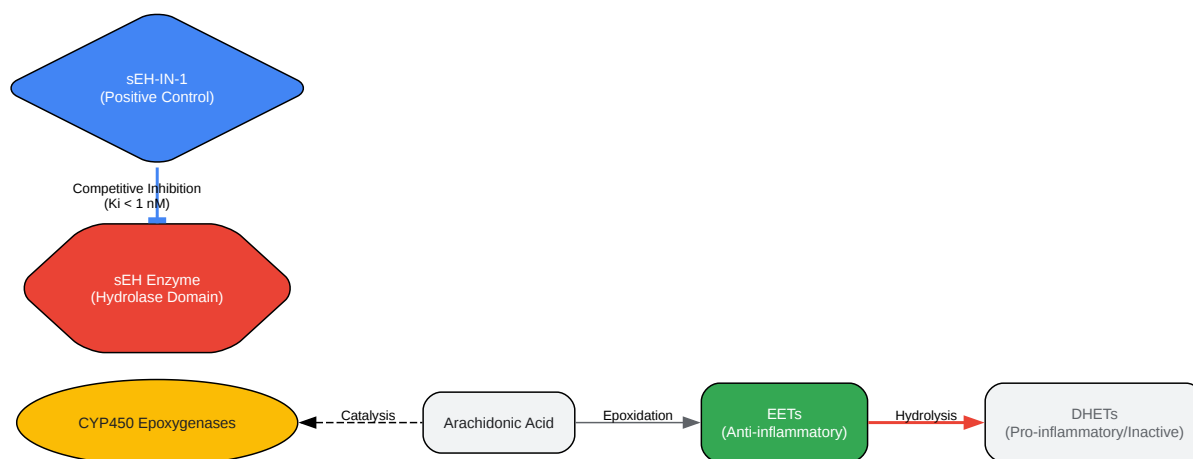 sEH-IN-1
(Positive Control)
Competitive Inhibition
(Ki < 1 nM)
sEH Enzyme
(Hydrolase Domain)
CYP450 Epoxygenases
Catalysis
Arachidonic Acid
Epoxidation
EETs
(Anti-inflammatory)
Hydrolysis
DHETs
(Pro-inflammatory/Inactive)